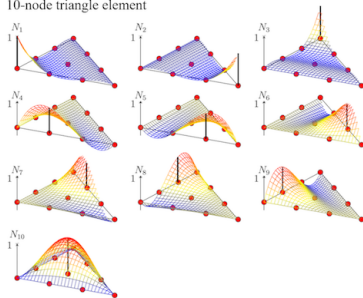 10-node triangle element
N1 N2 N3
1 1 1
N4 N5 N6
1 1 1
N7 N8 N9
1 1 1
N10
1